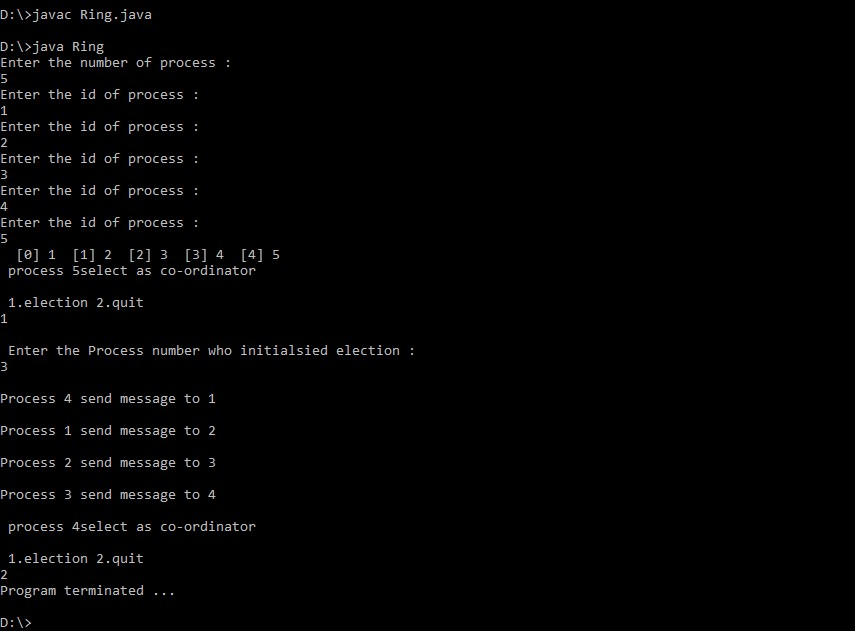 D:\>javac Ring.java
D:\>java Ring
Enter the number of process :
5
Enter the id of process :
1
Enter the id of process :
2
Enter the id of process :
3
Enter the id of process :
4
Enter the id of process :
5
[0] 1 [1] 2 [2] 3 [3] 4 [4] 5
process 5select as co-ordinator
1.election 2.quit
1
Enter the Process number who initialsied election :
3
Process 4 send message to 1
Process 1 send message to 2
Process 2 send message to 3
Process 3 send message to 4
process 4select as co-ordinator
1.election 2.quit
2
Program terminated ...
D:\>